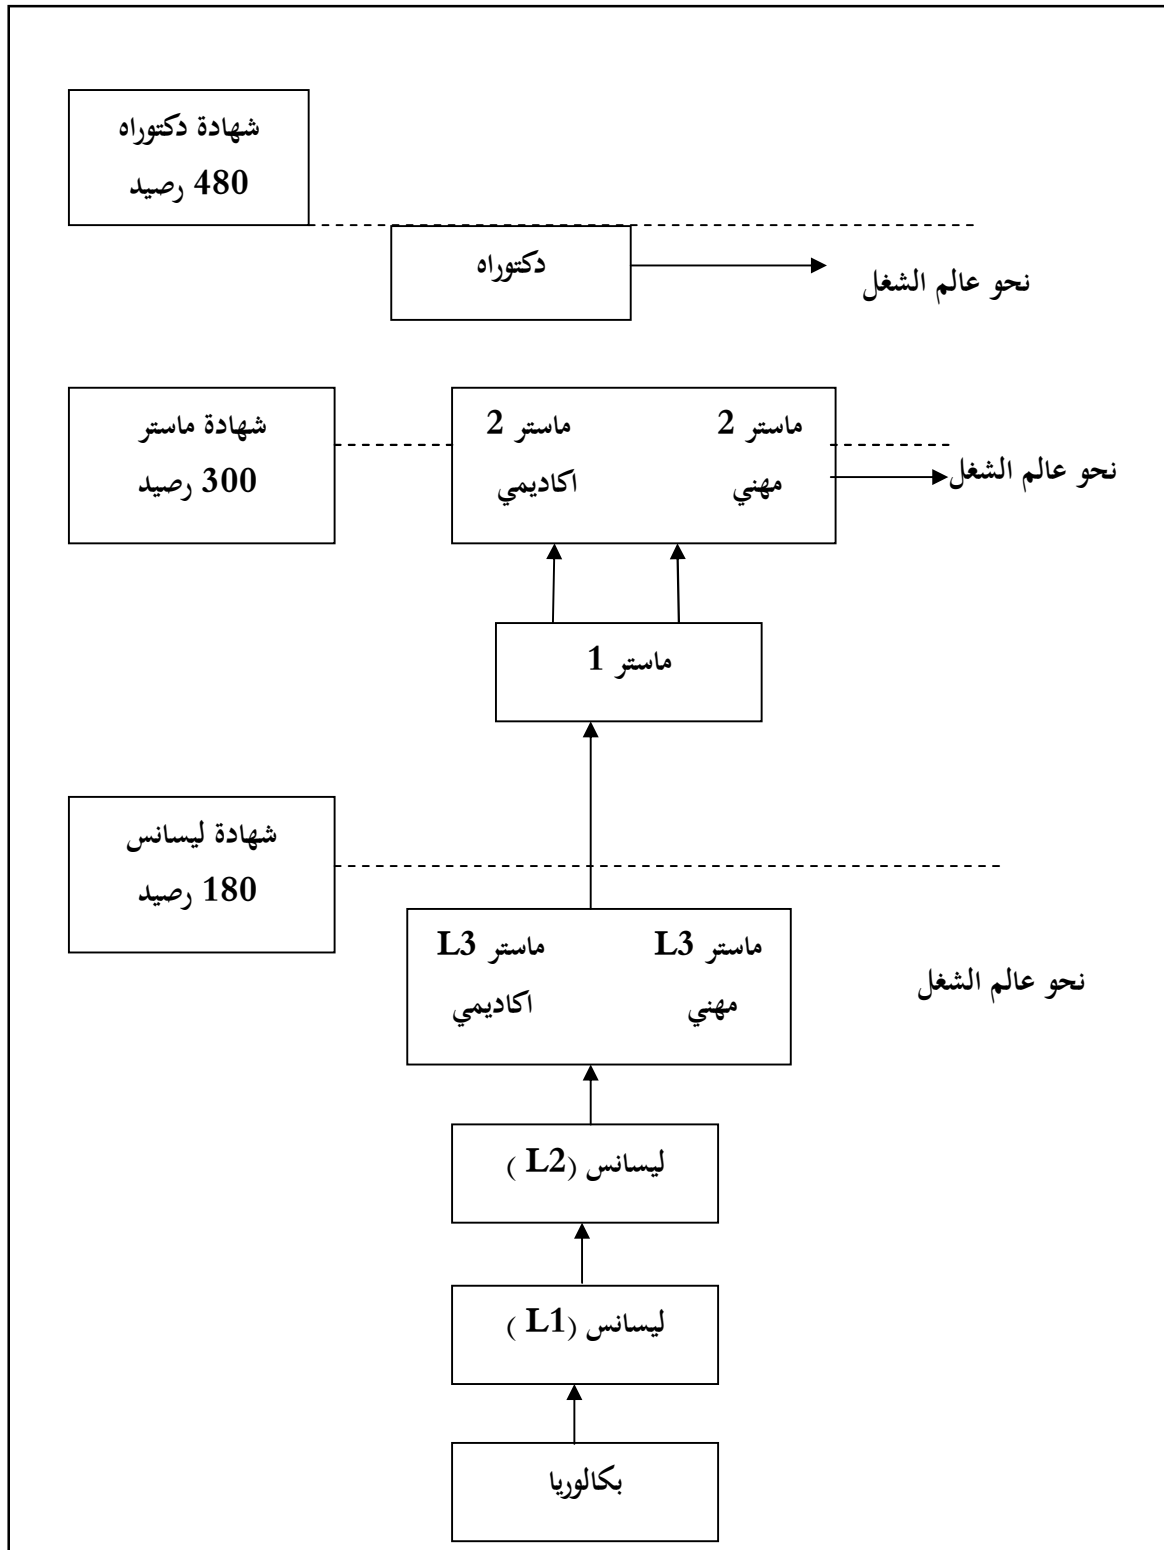 شهادة دكتوراه
480 رصيد
دكتوراه
نحو عالم الشغل
شهادة ماستر
300 رصيد
ماستر 2 ماستر 2
مهني اكاديمي
نحو عالم الشغل
ماستر 1
شهادة ليسانس
180 رصيد
ماستر L3 ماستر L3
مهني اكاديمي
نحو عالم الشغل
ليسانس (L2 )
ليسانس (L1 )
بكالوريا